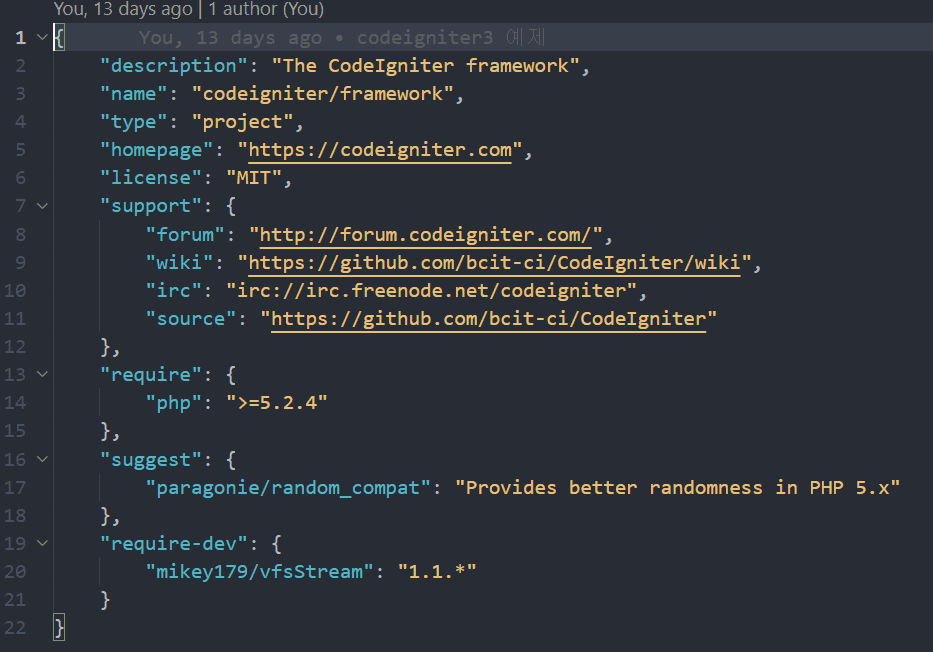 You, 13 days ago | 1 author (You)
1 { You, 13 days ago • codeigniter3 예제
2 "description": "The CodeIgniter framework",
3 "name": "codeigniter/framework",
4 "type": "project",
5 "homepage": "https://codeigniter.com",
6 "license": "MIT",
7 "support": {
8 "forum": "http://forum.codeigniter.com/",
9 "wiki": "https://github.com/bcit-ci/CodeIgniter/wiki",
10 "irc": "irc://irc.freenode.net/codeigniter",
11 "source": "https://github.com/bcit-ci/CodeIgniter"
12 },
13 "require": {
14 "php": ">=5.2.4"
15 },
16 "suggest": {
17 "paragonie/random_compat": "Provides better randomness in PHP 5.x"
18 },
19 "require-dev": {
20 "mikey179/vfsStream": "1.1.*"
21 }
22 }